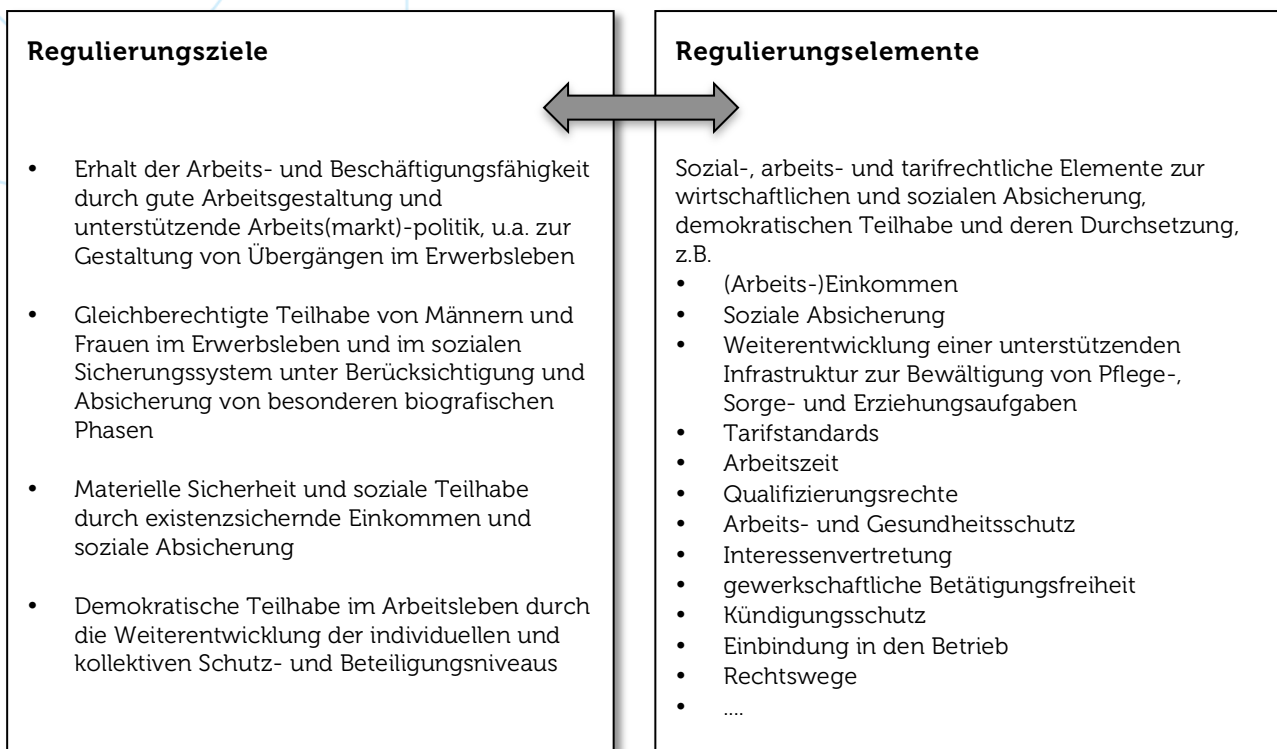 Regulierungsziele
• Erhalt der Arbeits- und Beschäftigungsfähigkeit
durch gute Arbeitsgestaltung und
unterstützende Arbeits(markt)-politik, u.a. zur
Gestaltung von Übergängen im Erwerbsleben
• Gleichberechtigte Teilhabe von Männern und
Frauen im Erwerbsleben und im sozialen
Sicherungssystem unter Berücksichtigung und
Absicherung von besonderen biografischen
Phasen
• Materielle Sicherheit und soziale Teilhabe
durch existenzsichernde Einkommen und
soziale Absicherung
• Demokratische Teilhabe im Arbeitsleben durch
die Weiterentwicklung der individuellen und
kollektiven Schutz- und Beteiligungsniveaus
Regulierungselemente
Sozial-, arbeits- und tarifrechtliche Elemente zur
wirtschaftlichen und sozialen Absicherung,
demokratischen Teilhabe und deren Durchsetzung,
z.B.
• (Arbeits-)Einkommen
• Soziale Absicherung
• Weiterentwicklung einer unterstützenden
Infrastruktur zur Bewältigung von Pflege-,
Sorge- und Erziehungsaufgaben
• Tarifstandards
• Arbeitszeit
• Qualifizierungsrechte
• Arbeits- und Gesundheitsschutz
• Interessenvertretung
• gewerkschaftliche Betätigungsfreiheit
• Kündigungsschutz
• Einbindung in den Betrieb
• Rechtswege
• ....